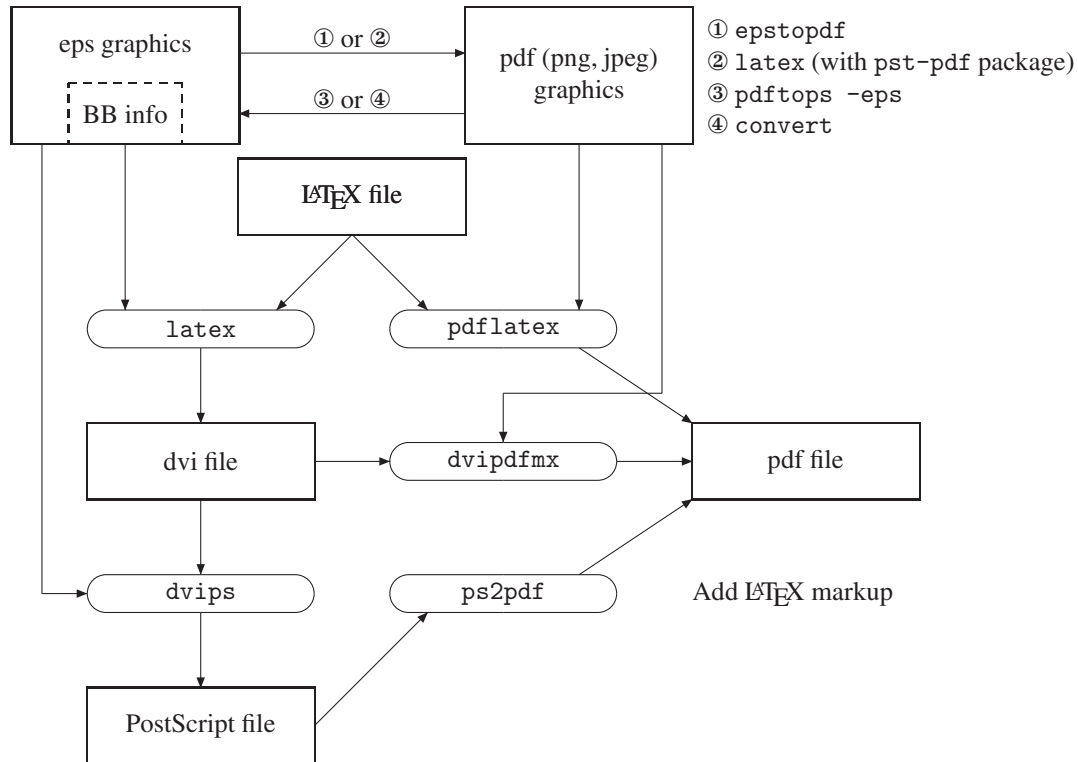 eps graphics
BB info
① or ②
③ or ④
pdf (png, jpeg)
graphics
① epstopdf
② latex (with pst-pdf package)
③ pdftops -eps
④ convert
LATEX file
latex
pdflatex
dvi file
dvipdfmx
pdf file
dvips
ps2pdf
Add LATEX markup
PostScript file